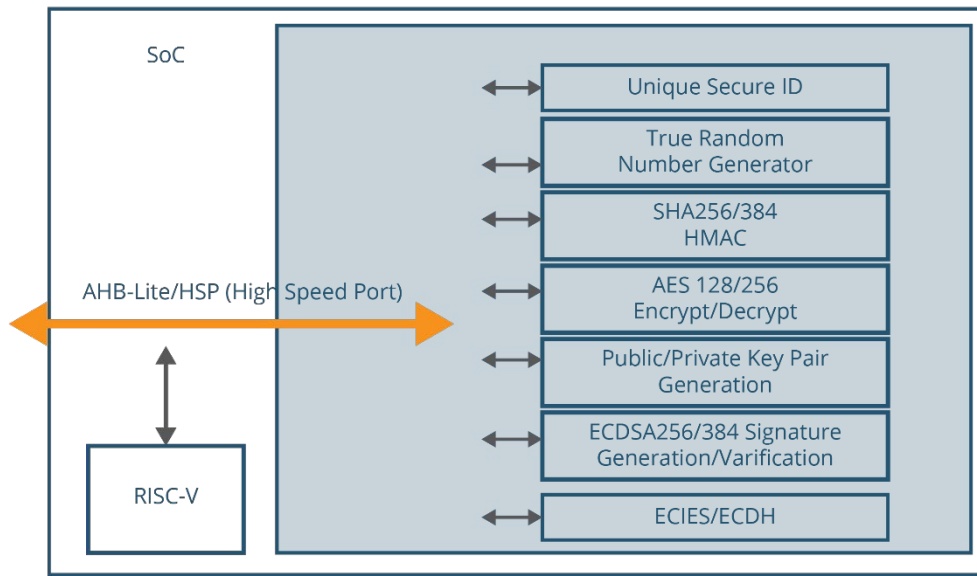 SoC
Unique Secure ID
True Random
Number Generator
SHA256/384
HMAC
AHB-Lite/HSP (High Speed Port)
AES 128/256
Encrypt/Decrypt
Public/Private Key Pair
Generation
ECDSA256/384 Signature
Generation/Varification
RISC-V
ECIES/ECDH